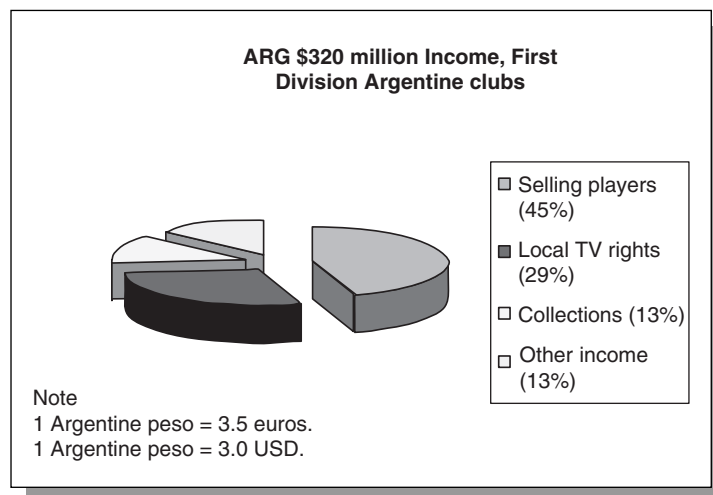 ARG $320 million Income, First
Division Argentine clubs
Selling players
(45%)
Local TV rights
(29%)
Collections (13%)
Other income
(13%)
Note
1 Argentine peso = 3.5 euros.
1 Argentine peso = 3.0 USD.